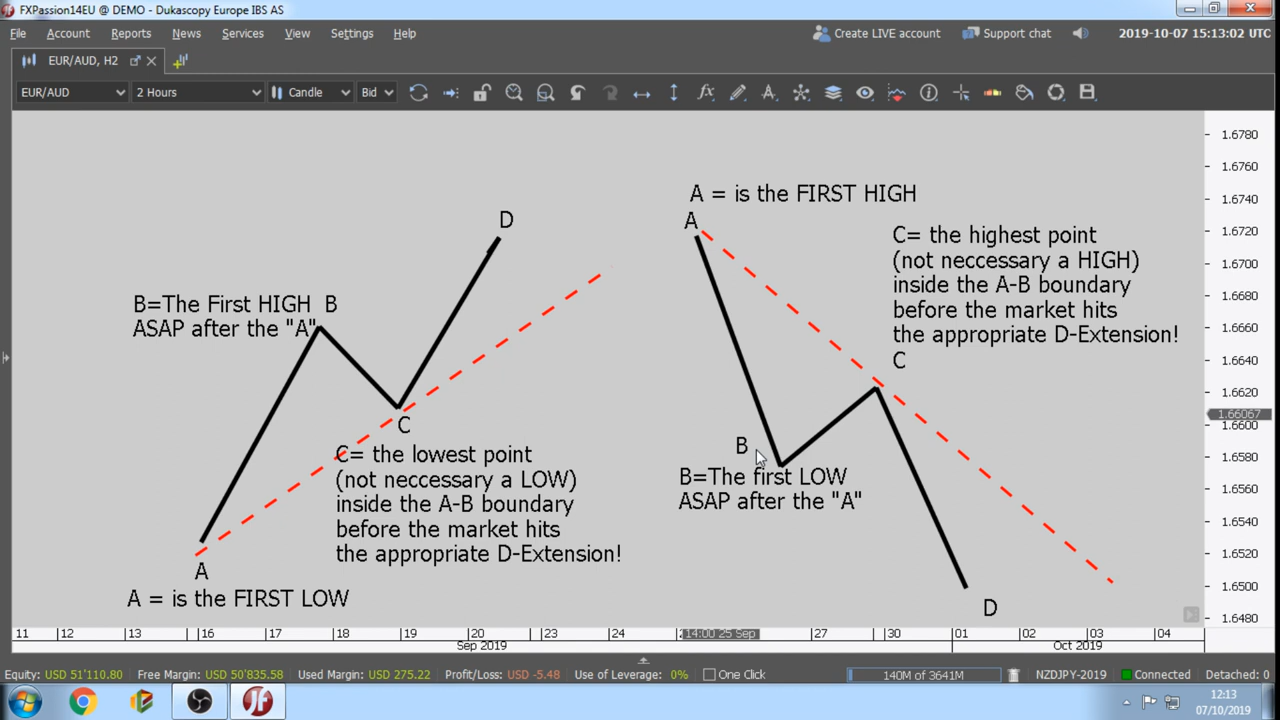 FXPassion14EU @ DEMO - Dukascopy Europe IBS AS
File Account Reports News Services View Settings Help
Create LIVE account Support chat 2019-10-07 15:13:02 UTC
EUR/AUD, H2
EUR/AUD 2 Hours Candle Bid
1.6780
1.6760
1.6740
1.6720
1.6700
1.6680
1.6660
1.6640
1.6620
1.66067
1.6600
1.6580
1.6560
1.6540
1.6520
1.6500
1.6480
D
B=The First HIGH B
ASAP after the "A"
C
C= the lowest point
(not neccessary a LOW)
inside the A-B boundary
before the market hits
the appropriate D-Extension!
A
A = is the FIRST LOW
A = is the FIRST HIGH
A
C= the highest point
(not neccessary a HIGH)
inside the A-B boundary
before the market hits
the appropriate D-Extension!
C
B
B=The first LOW
ASAP after the "A"
D
11 12 13 16 17 18 19 20 23 24 14:00 25 Sep 27 30 01 02 03 04
Sep 2019 Oct 2019
Equity: USD 51'110.80 Free Margin: USD 50'835.58 Used Margin: USD 275.22 Profit/Loss: USD -5.48 Use of Leverage: 0% One Click 140M of 3641M NZDJPY-2019 Connected Detached: 0
12:13
07/10/2019